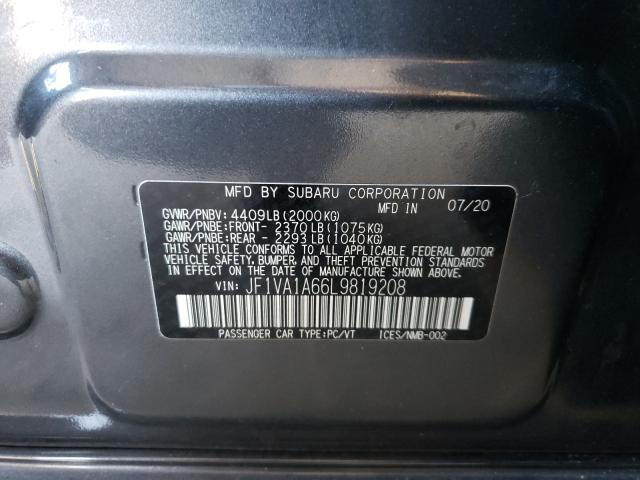 MFD BY SUBARU CORPORATION
MFD IN 07/20
GVWR/PNBV: 4409LB(2000KG)
GAWR/PNBE:FRONT- 2370LB(1075KG)
GAWR/PNBE:REAR - 2293LB(1040KG)
THIS VEHICLE CONFORMS TO ALL APPLICABLE FEDERAL MOTOR
VEHICLE SAFETY, BUMPER, AND THEFT PREVENTION STANDARDS
IN EFFECT ON THE DATE OF MANUFACTURE SHOWN ABOVE.
VIN: JF1VA1A66L9819208
PASSENGER CAR TYPE:PC/VT ICES/NMB-002